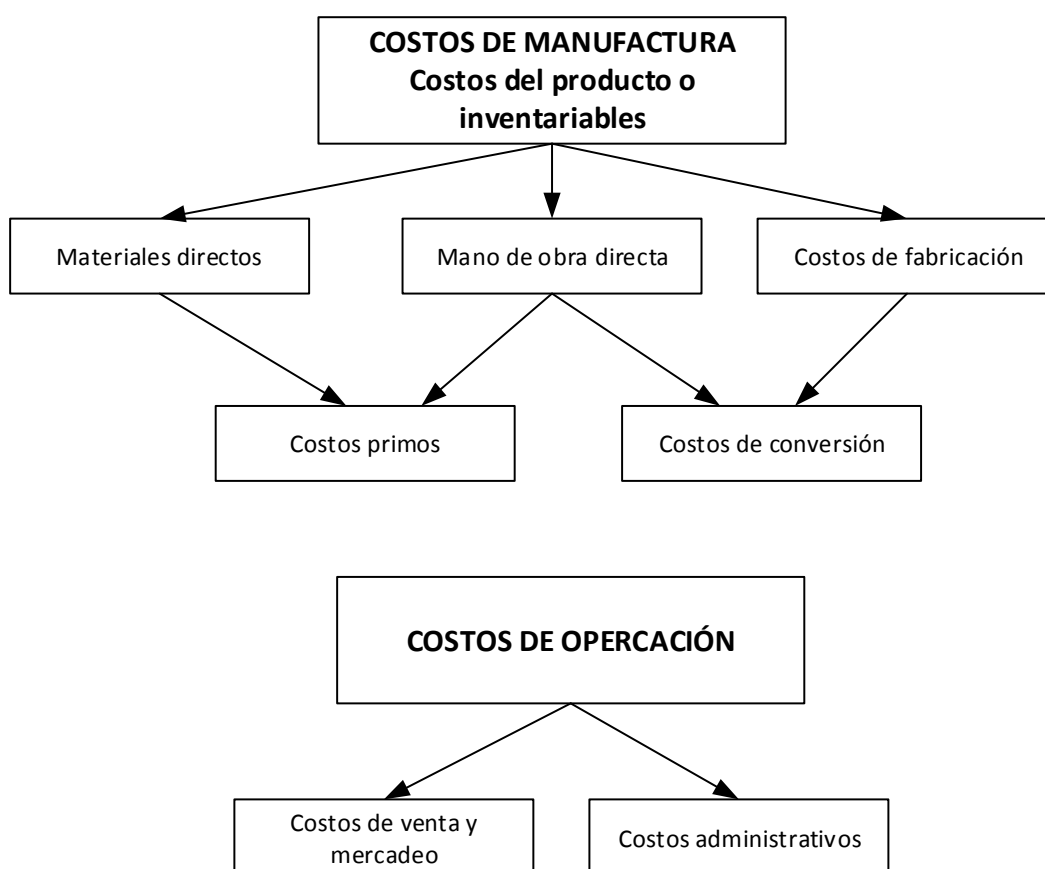 COSTOS DE MANUFACTURA
Costos del producto o
inventariables
Materiales directos
Mano de obra directa
Costos de fabricación
Costos primos
Costos de conversión
COSTOS DE OPERCACIÓN
Costos de venta y
mercadeo
Costos administrativos